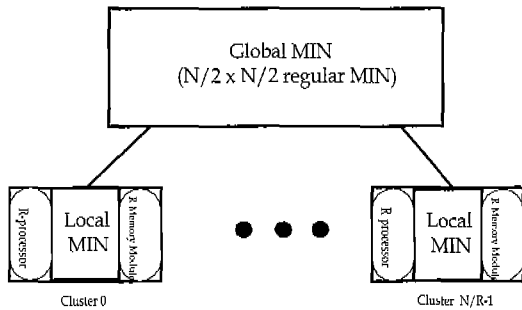 Global MIN
(N/2 x N/2 regular MIN)
R-processor
Local
MIN
R Memory Modul
R processor
Local
MIN
R Memory Modul
Cluster 0
Cluster N/R-1